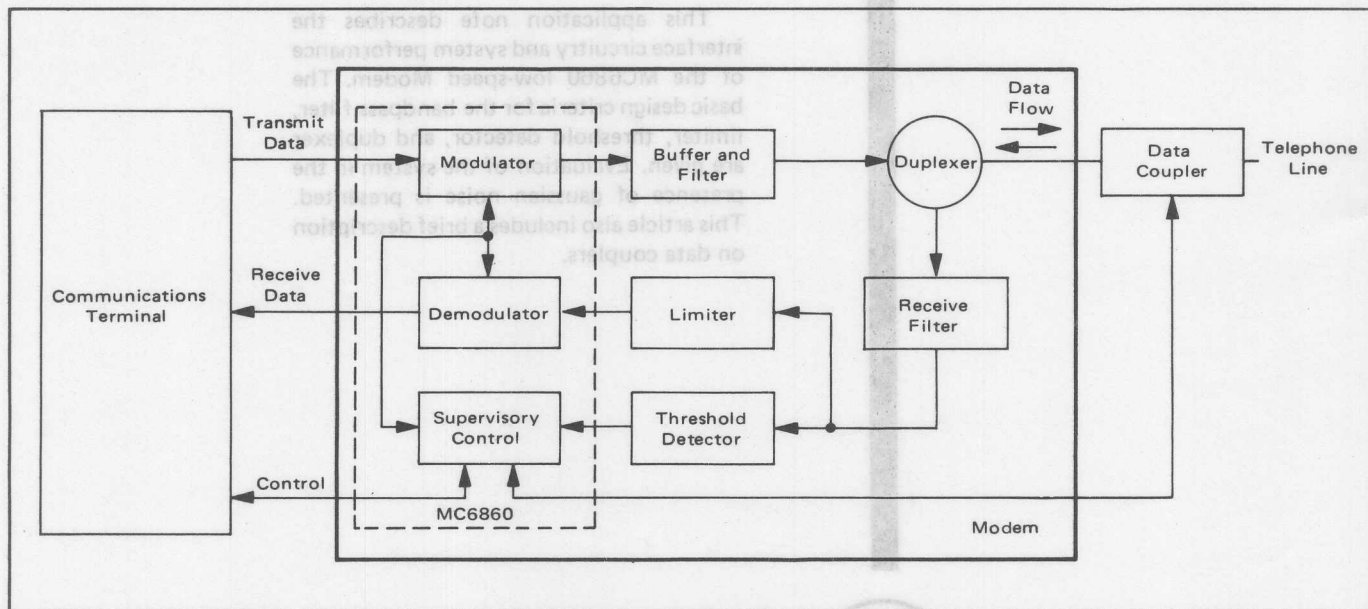 This application note describes the
interface circuitry and system performance
of the MC6860 low-speed Modem. The
basic design criteria for the bandpass filter,
limiter, threshold detector, and duplexer
are given. Evaluation of the system in the
presence of gaussian noise is presented.
This article also includes a brief description
on data couplers.
Communications
Terminal
Transmit
Data
Receive
Data
Control
Modulator
Demodulator
Supervisory
Control
MC6860
Buffer and
Filter
Limiter
Threshold
Detector
Duplexer
Receive
Filter
Modem
Data
Flow
Data
Coupler
Telephone
Line